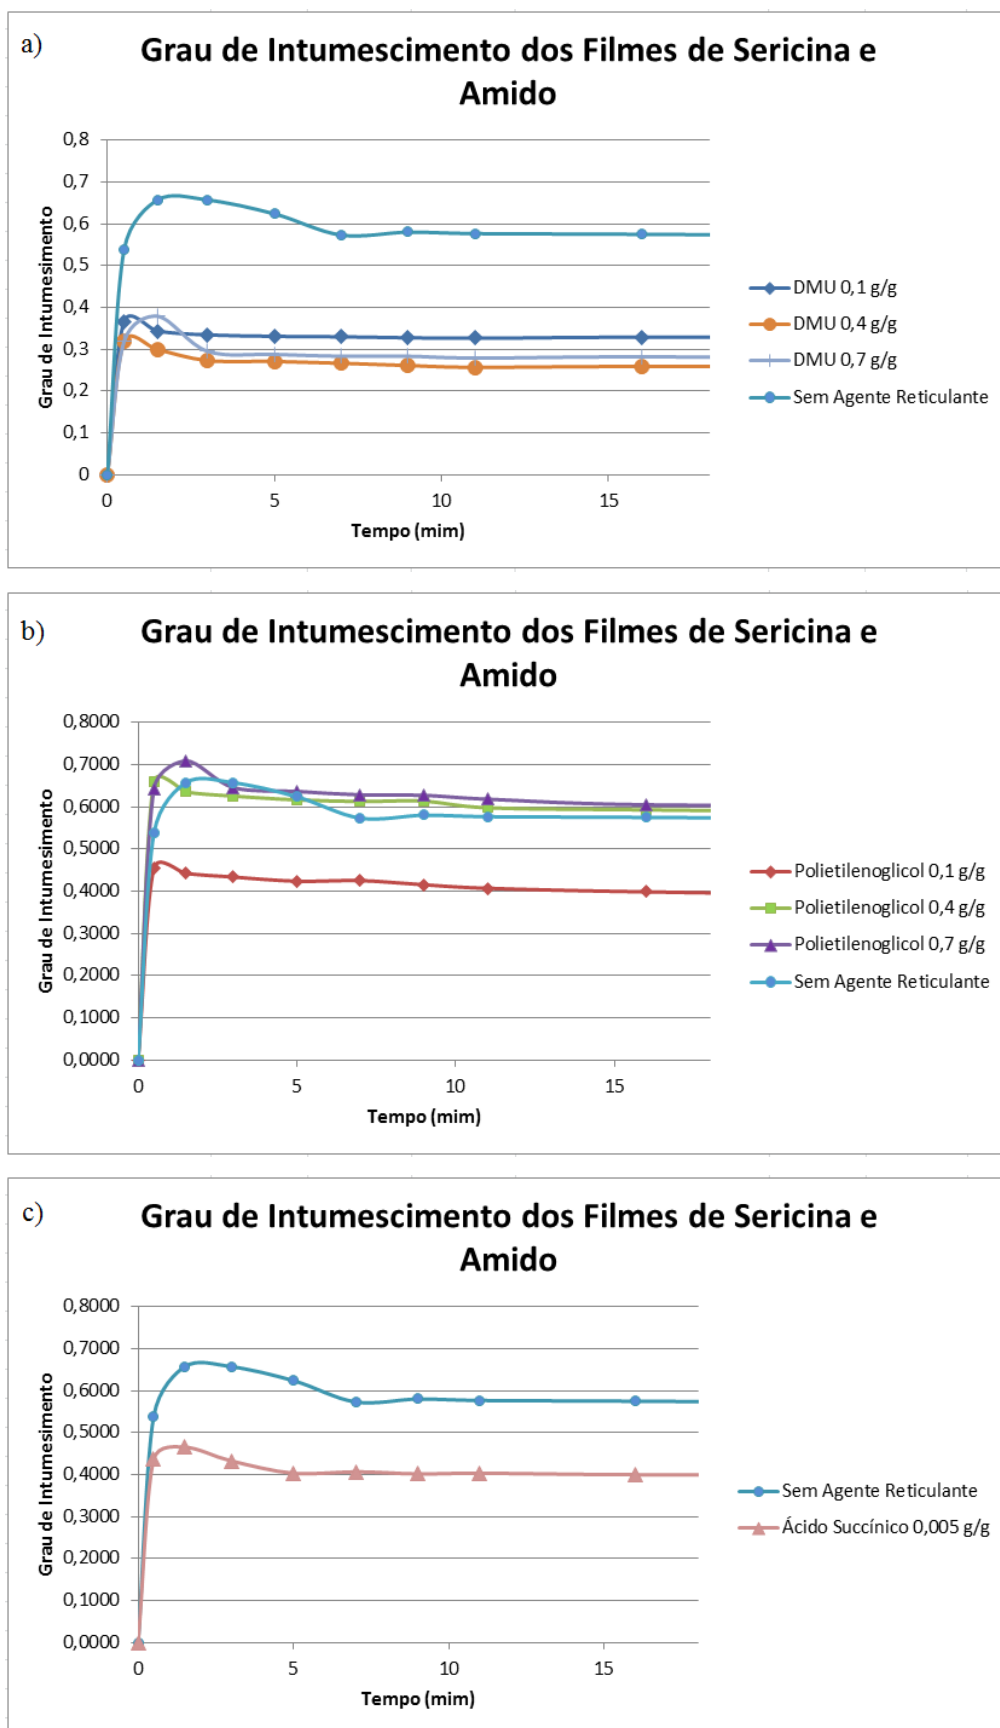 a)
Grau de Intumescimento dos Filmes de Sericina e
Amido
Grau de Intumesimento
0,8
0,7
0,6
0,5
0,4
0,3
0,2
0,1
0
0 5 10 15
Tempo (mim)
DMU 0,1 g/g
DMU 0,4 g/g
DMU 0,7 g/g
Sem Agente Reticulante
b)
Grau de Intumescimento dos Filmes de Sericina e
Amido
Grau de Intumesimento
0,8000
0,7000
0,6000
0,5000
0,4000
0,3000
0,2000
0,1000
0,0000
0 5 10 15
Tempo (mim)
Polietilenoglicol 0,1 g/g
Polietilenoglicol 0,4 g/g
Polietilenoglicol 0,7 g/g
Sem Agente Reticulante
c)
Grau de Intumescimento dos Filmes de Sericina e
Amido
Grau de Intumesimento
0,8000
0,7000
0,6000
0,5000
0,4000
0,3000
0,2000
0,1000
0,0000
0 5 10 15
Tempo (mim)
Sem Agente Reticulante
Ácido Succínico 0,005 g/g